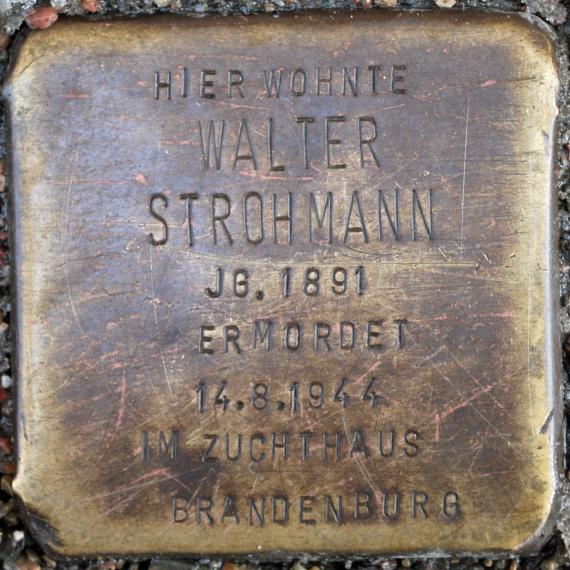 HIER WOHNTE
WALTER
STROHMANN
JG. 1891
ERMORDET
14.8.1944
IM ZUCHTHAUS
BRANDENBURG